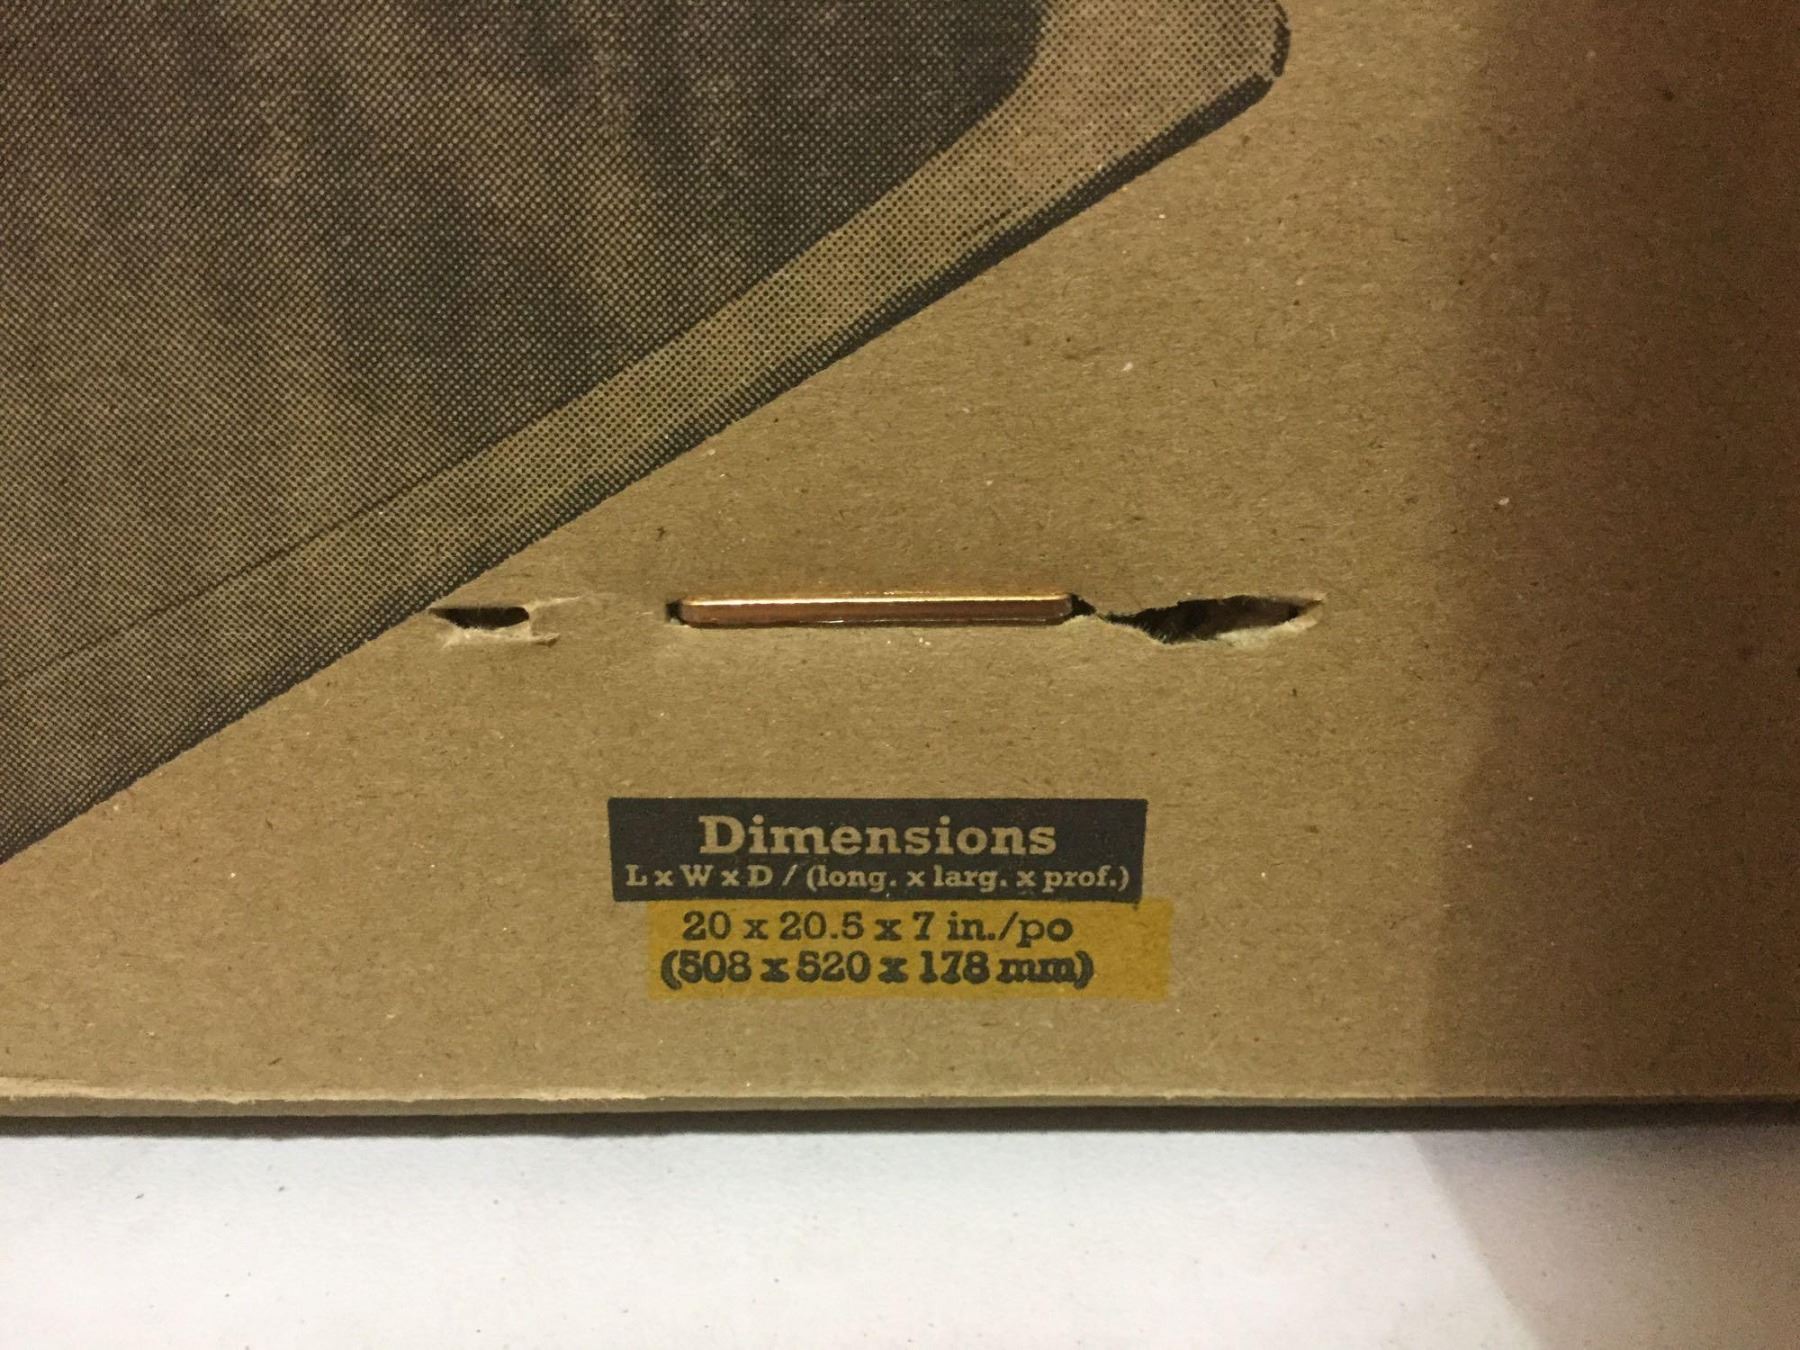 Dimensions
L x W x D / (long. x larg. x prof.)
20 x 20.5 x 7 in./po
(508 x 520 x 178 mm)